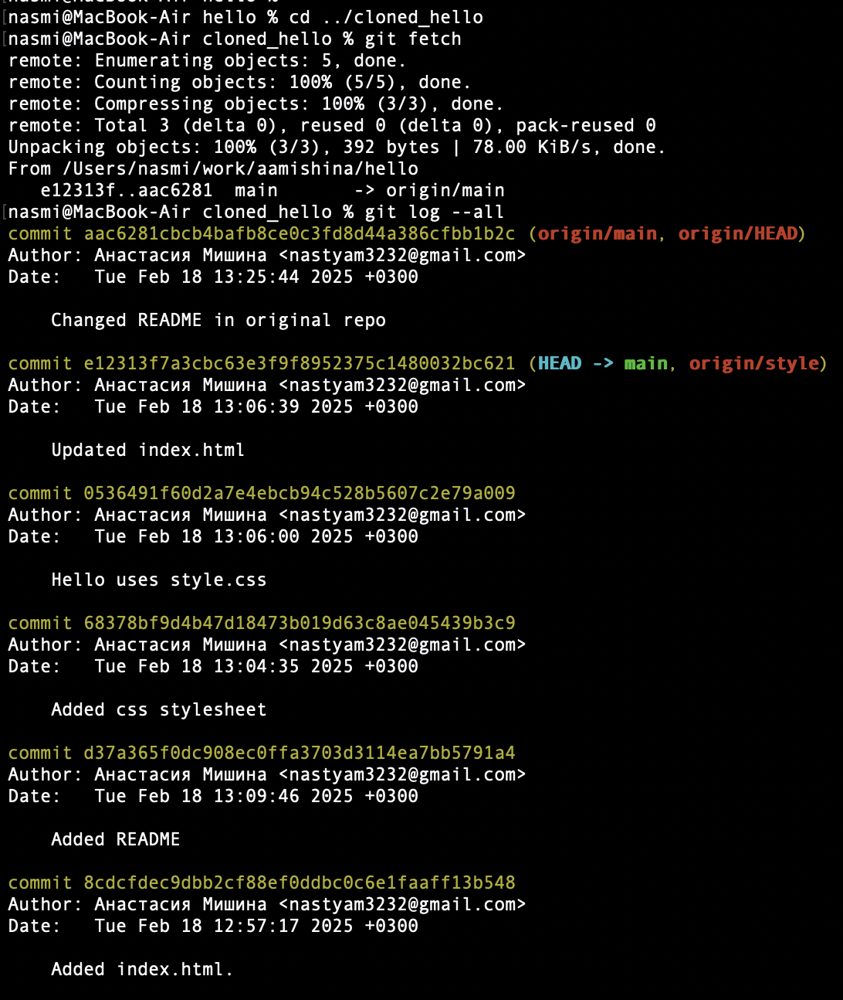 nasmi@MacBook-Air hello %
[nasmi@MacBook-Air hello % cd ../cloned_hello
[nasmi@MacBook-Air cloned_hello % git fetch
remote: Enumerating objects: 5, done.
remote: Counting objects: 100% (5/5), done.
remote: Compressing objects: 100% (3/3), done.
remote: Total 3 (delta 0), reused 0 (delta 0), pack-reused 0
Unpacking objects: 100% (3/3), 392 bytes | 78.00 KiB/s, done.
From /Users/nasmi/work/aamishina/hello
   e12313f..aac6281  main       -> origin/main
[nasmi@MacBook-Air cloned_hello % git log --all
commit aac6281cbcb4bafb8ce0c3fd8d44a386cfbb1b2c (origin/main, origin/HEAD)
Author: Анастасия Мишина <nastyam3232@gmail.com>
Date:   Tue Feb 18 13:25:44 2025 +0300

    Changed README in original repo

commit e12313f7a3cbc63e3f9f8952375c1480032bc621 (HEAD -> main, origin/style)
Author: Анастасия Мишина <nastyam3232@gmail.com>
Date:   Tue Feb 18 13:06:39 2025 +0300

    Updated index.html

commit 0536491f60d2a7e4ebcb94c528b5607c2e79a009
Author: Анастасия Мишина <nastyam3232@gmail.com>
Date:   Tue Feb 18 13:06:00 2025 +0300

    Hello uses style.css

commit 68378bf9d4b47d18473b019d63c8ae045439b3c9
Author: Анастасия Мишина <nastyam3232@gmail.com>
Date:   Tue Feb 18 13:04:35 2025 +0300

    Added css stylesheet

commit d37a365f0dc908ec0ffa3703d3114ea7bb5791a4
Author: Анастасия Мишина <nastyam3232@gmail.com>
Date:   Tue Feb 18 13:09:46 2025 +0300

    Added README

commit 8cdcfdec9dbb2cf88ef0ddbc0c6e1faaff13b548
Author: Анастасия Мишина <nastyam3232@gmail.com>
Date:   Tue Feb 18 12:57:17 2025 +0300

    Added index.html.